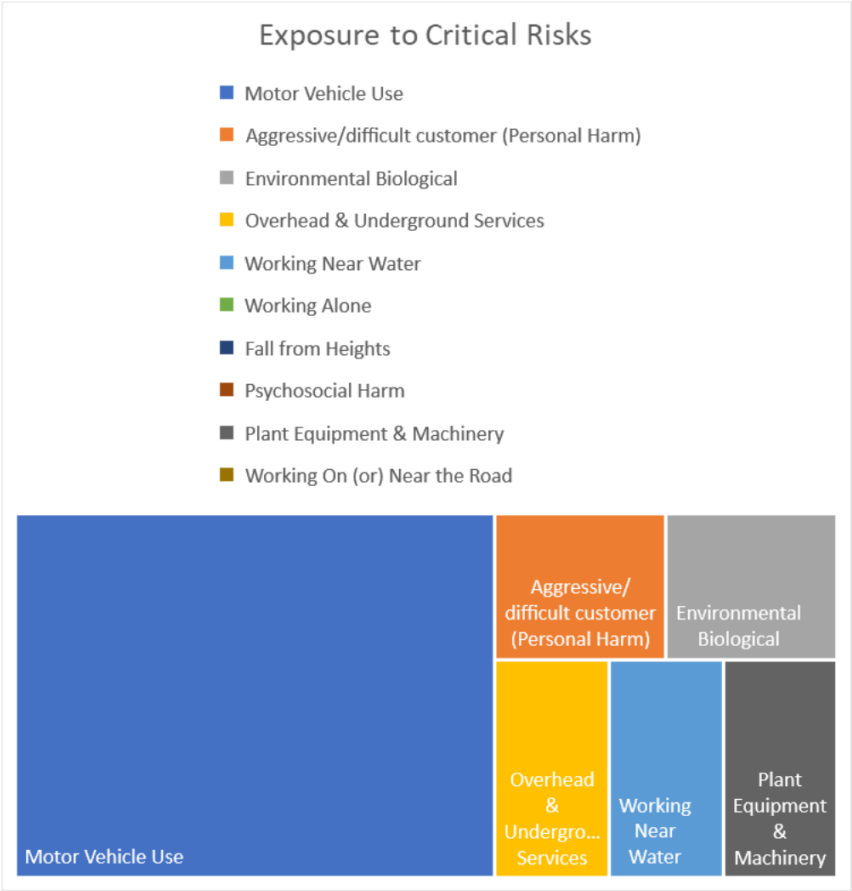 Exposure to Critical Risks
Motor Vehicle Use
Aggressive/difficult customer (Personal Harm)
Environmental Biological
Overhead & Underground Services
Working Near Water
Working Alone
Fall from Heights
Psychosocial Harm
Plant Equipment & Machinery
Working On (or) Near the Road
Aggressive/
difficult customer
(Personal Harm)
Environmental
Biological
Motor Vehicle Use
Overhead
&
Undergro...
Services
Working
Near
Water
Plant
Equipment
&
Machinery